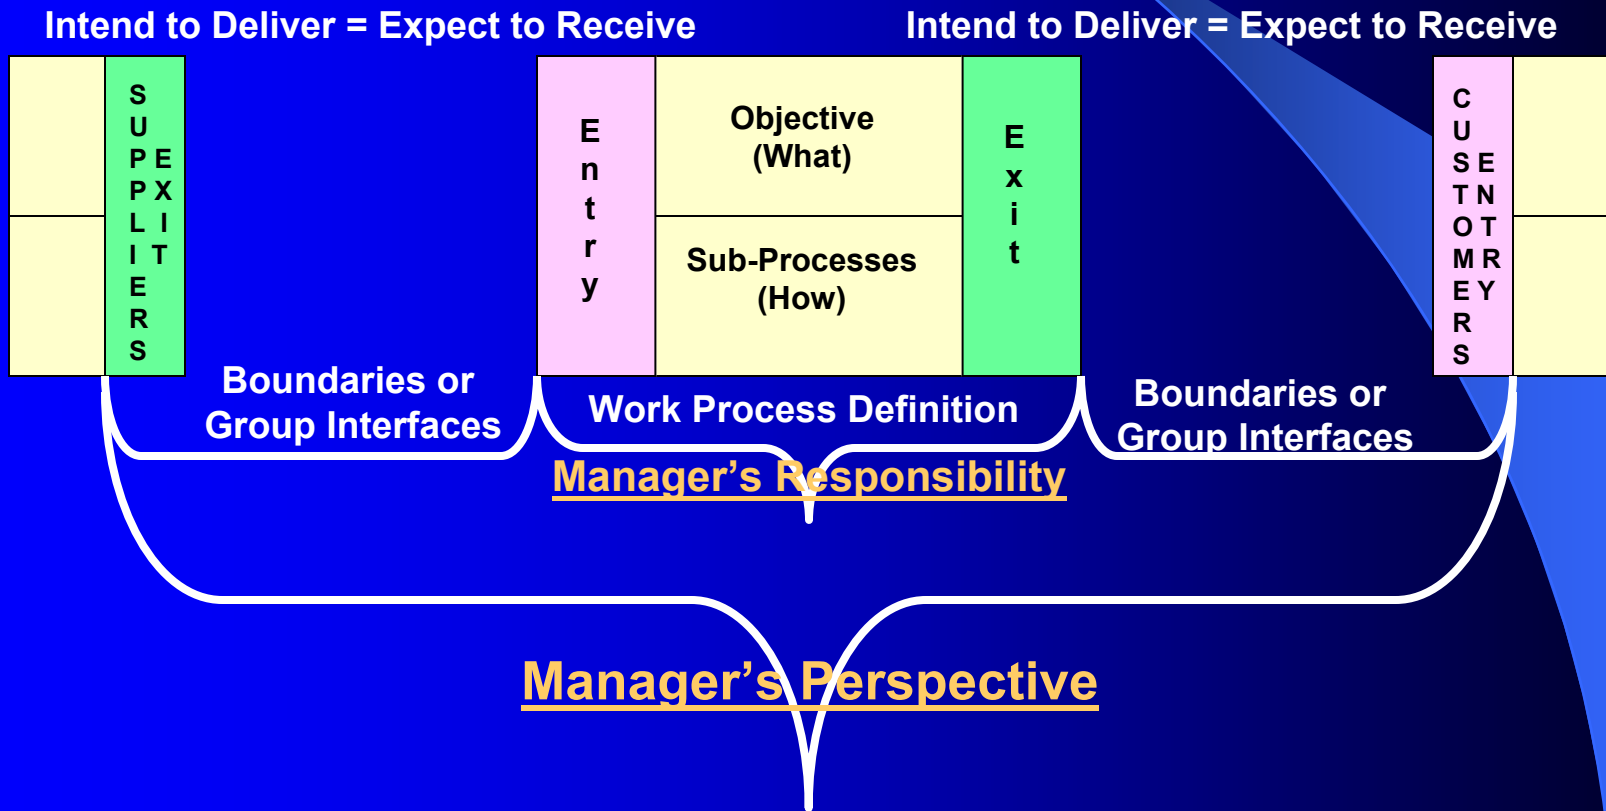 Intend to Deliver = Expect to Receive
Intend to Deliver = Expect to Receive
SUPPLIERS
EXIT
Entry
Objective
(What)
Sub-Processes
(How)
Exit
CUSTOMERS
ENTRY
Boundaries or
Group Interfaces
Work Process Definition
Boundaries or
Group Interfaces
Manager’s Responsibility
Manager’s Perspective